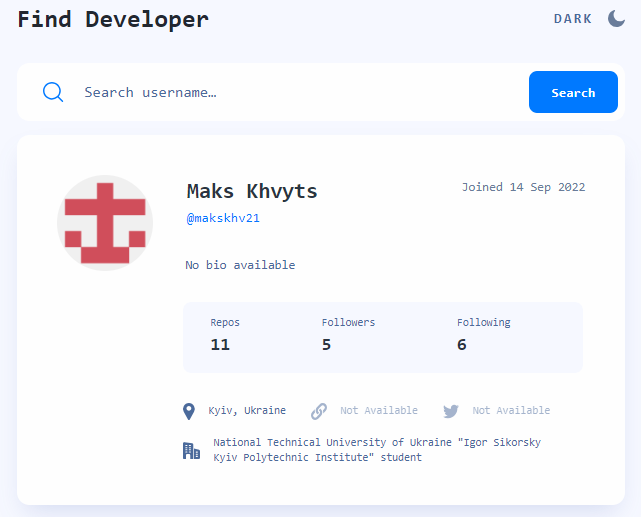 Find Developer
DARK
Search username…
Search
Maks Khvyts
Joined 14 Sep 2022
@makskhv21
No bio available
Repos Followers Following
11 5 6
Kyiv, Ukraine Not Available Not Available
National Technical University of Ukraine "Igor Sikorsky
Kyiv Polytechnic Institute" student